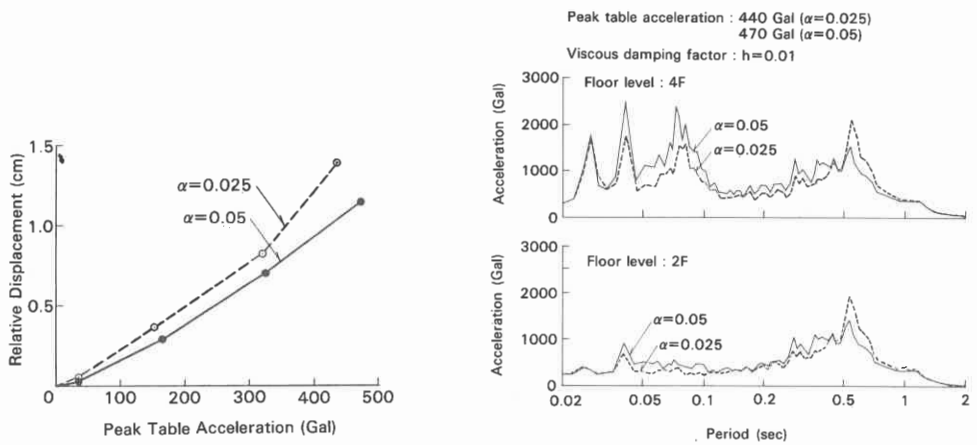 Relative Displacement (cm)
1.5
1.0
0.5
α=0.025
α=0.05
0 100 200 300 400 500
Peak Table Acceleration (Gal)
Peak table acceleration : 440 Gal (α=0.025)
470 Gal (α=0.05)
Viscous damping factor : h=0.01
Acceleration (Gal)
3000
2000
1000
0
Floor level : 4F
α=0.05
α=0.025
Acceleration (Gal)
3000
2000
1000
0
Floor level : 2F
α=0.05
α=0.025
0.02 0.05 0.1 0.2 0.5 1 2
Period (sec)